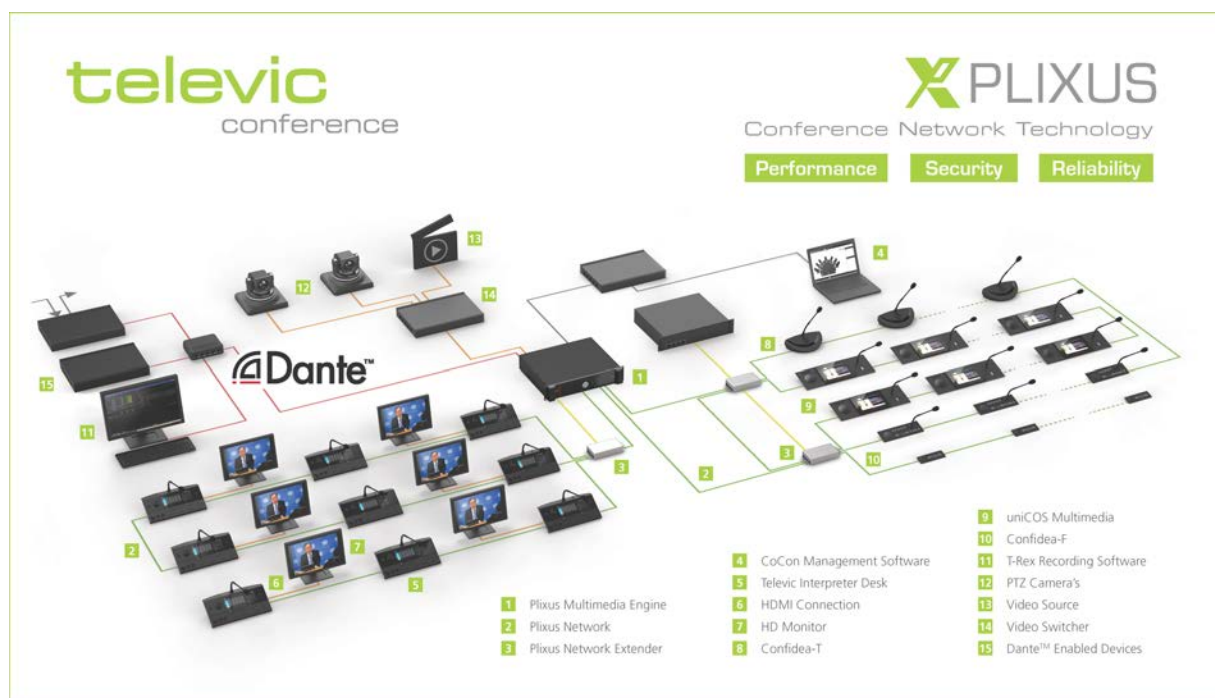 televic
conference
PLIXUS
Conference Network Technology
Performance Security Reliability
13
12
4
14
8
1
Dante™
15
9
11
3
3
10
2
2
7
6
5
1 Plixus Multimedia Engine
2 Plixus Network
3 Plixus Network Extender
4 CoCon Management Software
5 Televic Interpreter Desk
6 HDMI Connection
7 HD Monitor
8 Confidea-T
9 uniCOS Multimedia
10 Confidea-F
11 T-Rex Recording Software
12 PTZ Camera's
13 Video Source
14 Video Switcher
15 Dante™ Enabled Devices